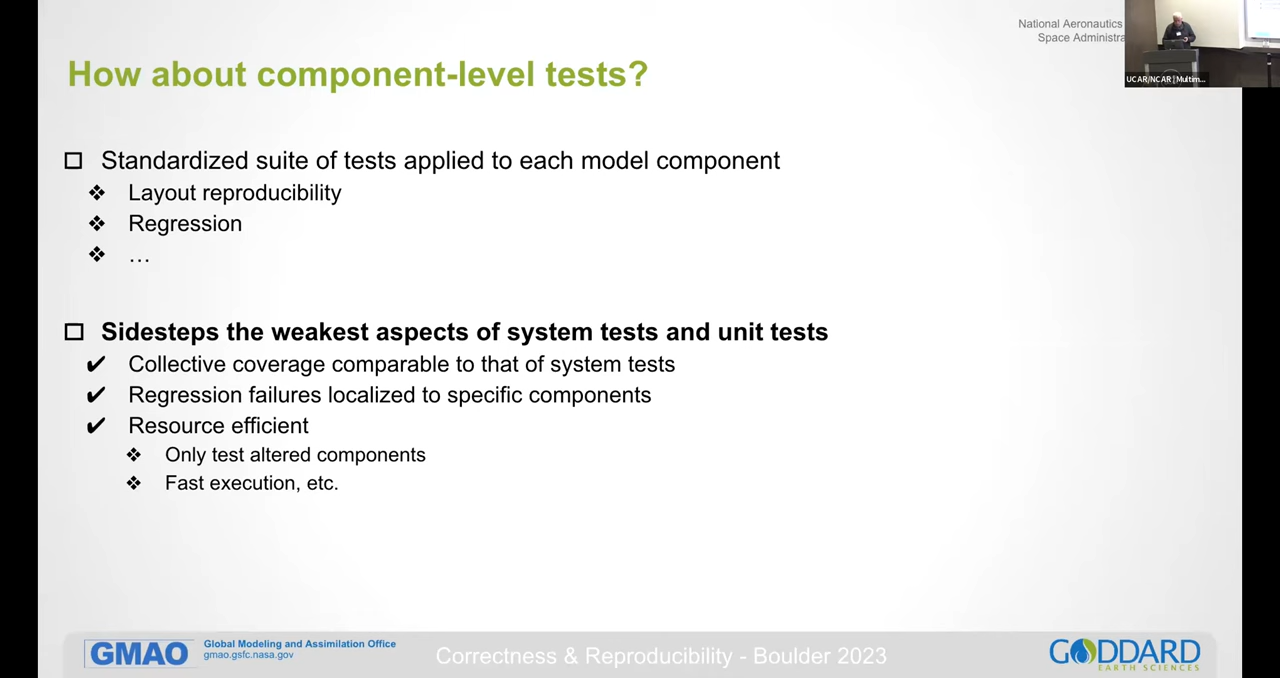 National Aeronautics
Space Administra
UCAR/NCAR | Multim...
How about component-level tests?
Standardized suite of tests applied to each model component
Layout reproducibility
Regression
…
Sidesteps the weakest aspects of system tests and unit tests
Collective coverage comparable to that of system tests
Regression failures localized to specific components
Resource efficient
Only test altered components
Fast execution, etc.
GMAO
Global Modeling and Assimilation Office
gmao.gsfc.nasa.gov
Correctness & Reproducibility - Boulder 2023
GODDARD
EARTH SCIENCES